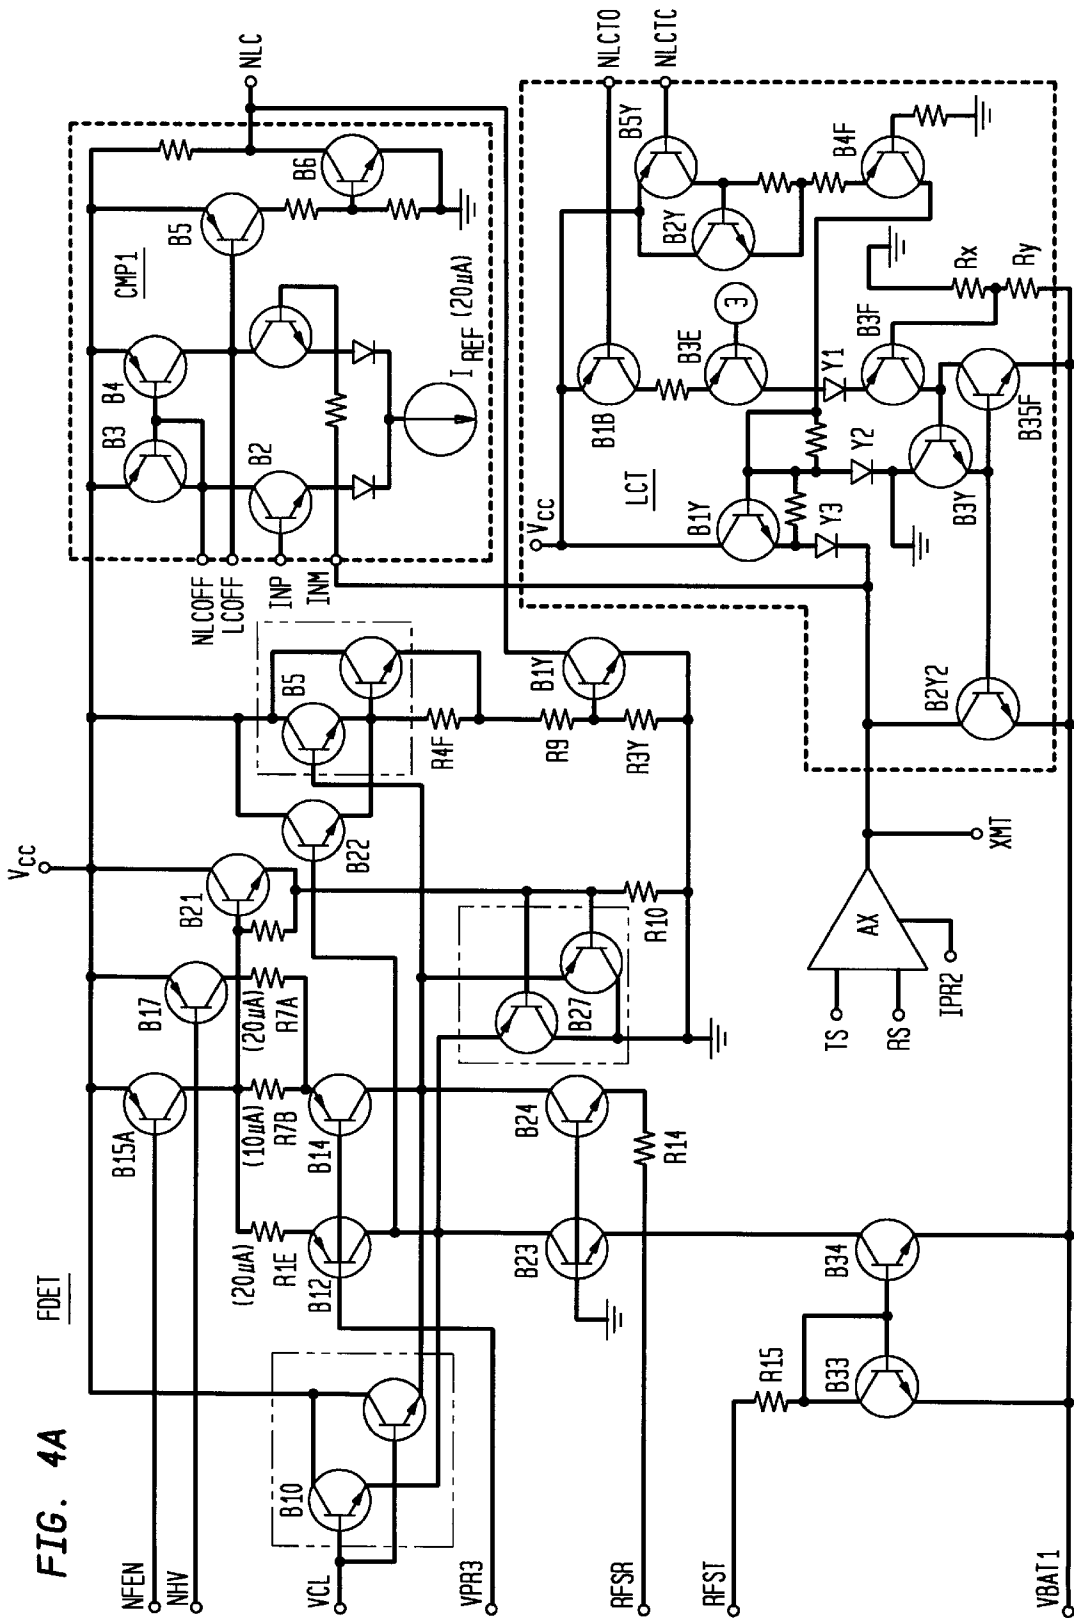 FIG. 4A
FDET
NFEN
NHV
VCL
VPR3
RFSR
RFST
VBAT1
B10
B15A
B17
B21
VCC
(20µA)
R1E
(10µA)
R7B
(20µA)
R7A
B12
B14
B22
B5
R4F
R9
R3Y
B1Y
B23
B24
B27
R10
R14
R15
B33
B34
TS
RS
AX
IPR2
XMT
CMP1
B3
B4
B5
B6
B2
NLC
NLCOFF
LCOFF
INP
INM
IREF
(20µA)
LCT
VCC
NLCTO
NLCTC
B1B
B5Y
B2Y
B3E
3
B4F
B1Y
Y1
Y2
Y3
B3F
Rx
Ry
B3Y
B35F
B2Y2